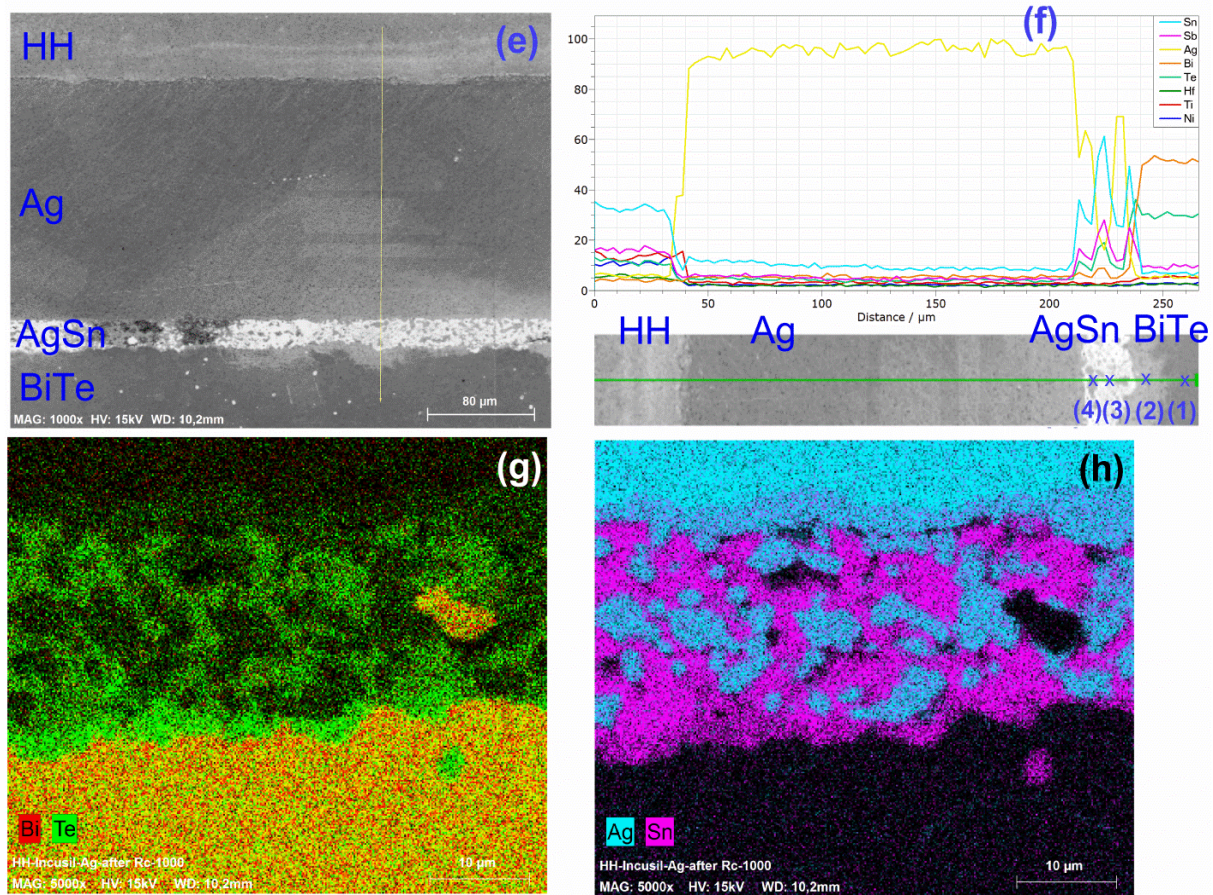 HH
(e)
Ag
AgSn
BiTe
MAG: 1000x HV: 15kV WD: 10,2mm
80 µm
(f)
100
80
60
40
20
0
0 50 100 150 200 250
Distance / µm
Sn
Sb
Ag
Bi
Te
Hf
Ti
Ni
HH Ag AgSn BiTe
x x x x
(4) (3) (2) (1)
(g)
Bi Te
HH-Incusil-Ag-after Rc-1000
MAG: 5000x HV: 15kV WD: 10,2mm
10 µm
(h)
Ag Sn
HH-Incusil-Ag-after Rc-1000
MAG: 5000x HV: 15kV WD: 10,2mm
10 µm